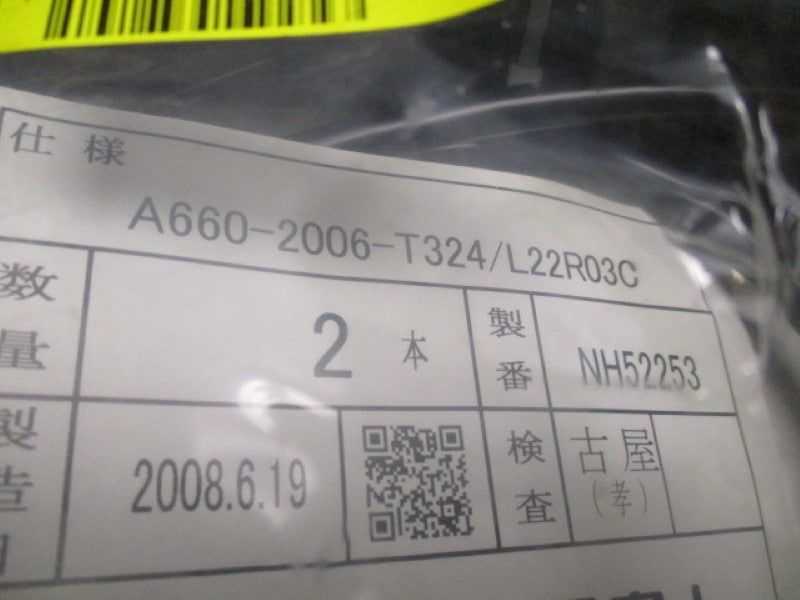 仕様
A660-2006-T324/L22R03C
数量
2本
製番
NH52253
製造日
2008.6.19
検査
古屋
(孝)